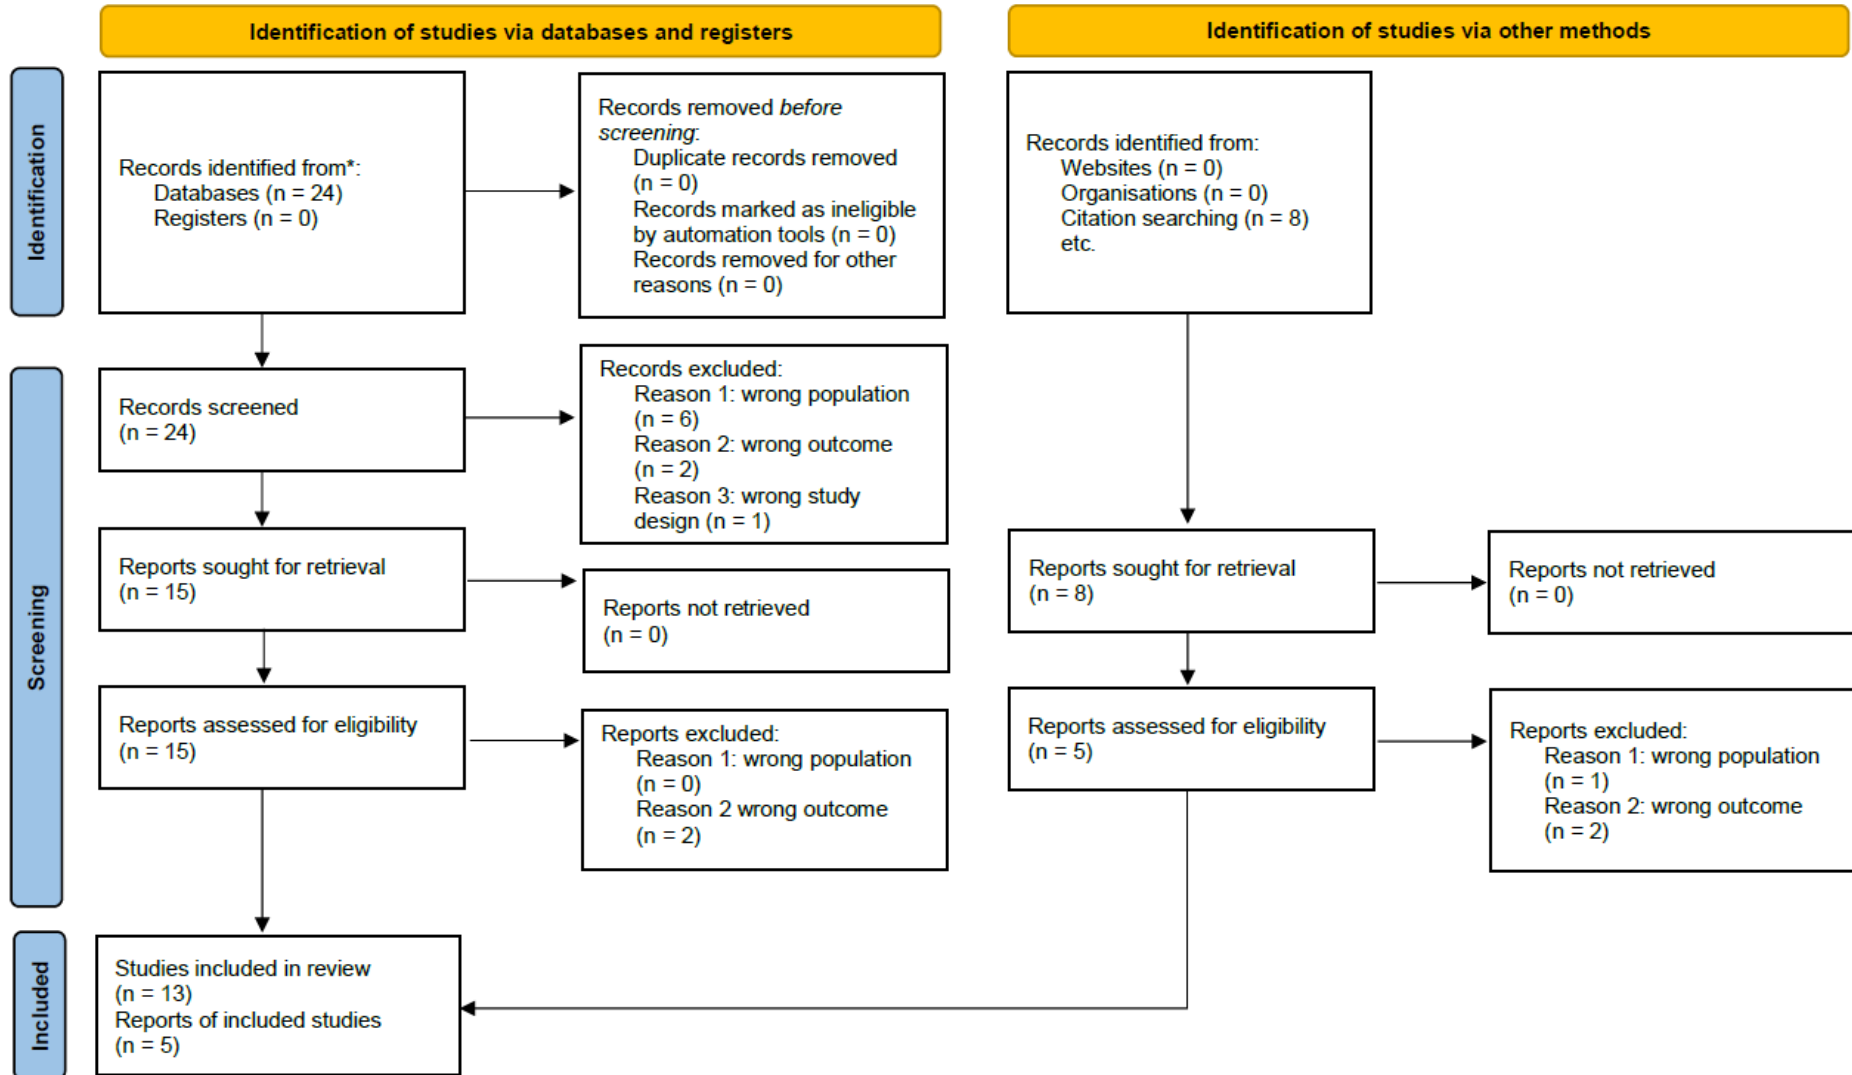 Identification of studies via databases and registers
Identification of studies via other methods
Identification
Records identified from*:
Databases (n = 24)
Registers (n = 0)
Records removed before
screening:
Duplicate records removed
(n = 0)
Records marked as ineligible
by automation tools (n = 0)
Records removed for other
reasons (n = 0)
Records identified from:
Websites (n = 0)
Organisations (n = 0)
Citation searching (n = 8)
etc.
Screening
Records screened
(n = 24)
Records excluded:
Reason 1: wrong population
(n = 6)
Reason 2: wrong outcome
(n = 2)
Reason 3: wrong study
design (n = 1)
Reports sought for retrieval
(n = 15)
Reports not retrieved
(n = 0)
Reports sought for retrieval
(n = 8)
Reports not retrieved
(n = 0)
Reports assessed for eligibility
(n = 15)
Reports excluded:
Reason 1: wrong population
(n = 0)
Reason 2 wrong outcome
(n = 2)
Reports assessed for eligibility
(n = 5)
Reports excluded:
Reason 1: wrong population
(n = 1)
Reason 2: wrong outcome
(n = 2)
Included
Studies included in review
(n = 13)
Reports of included studies
(n = 5)